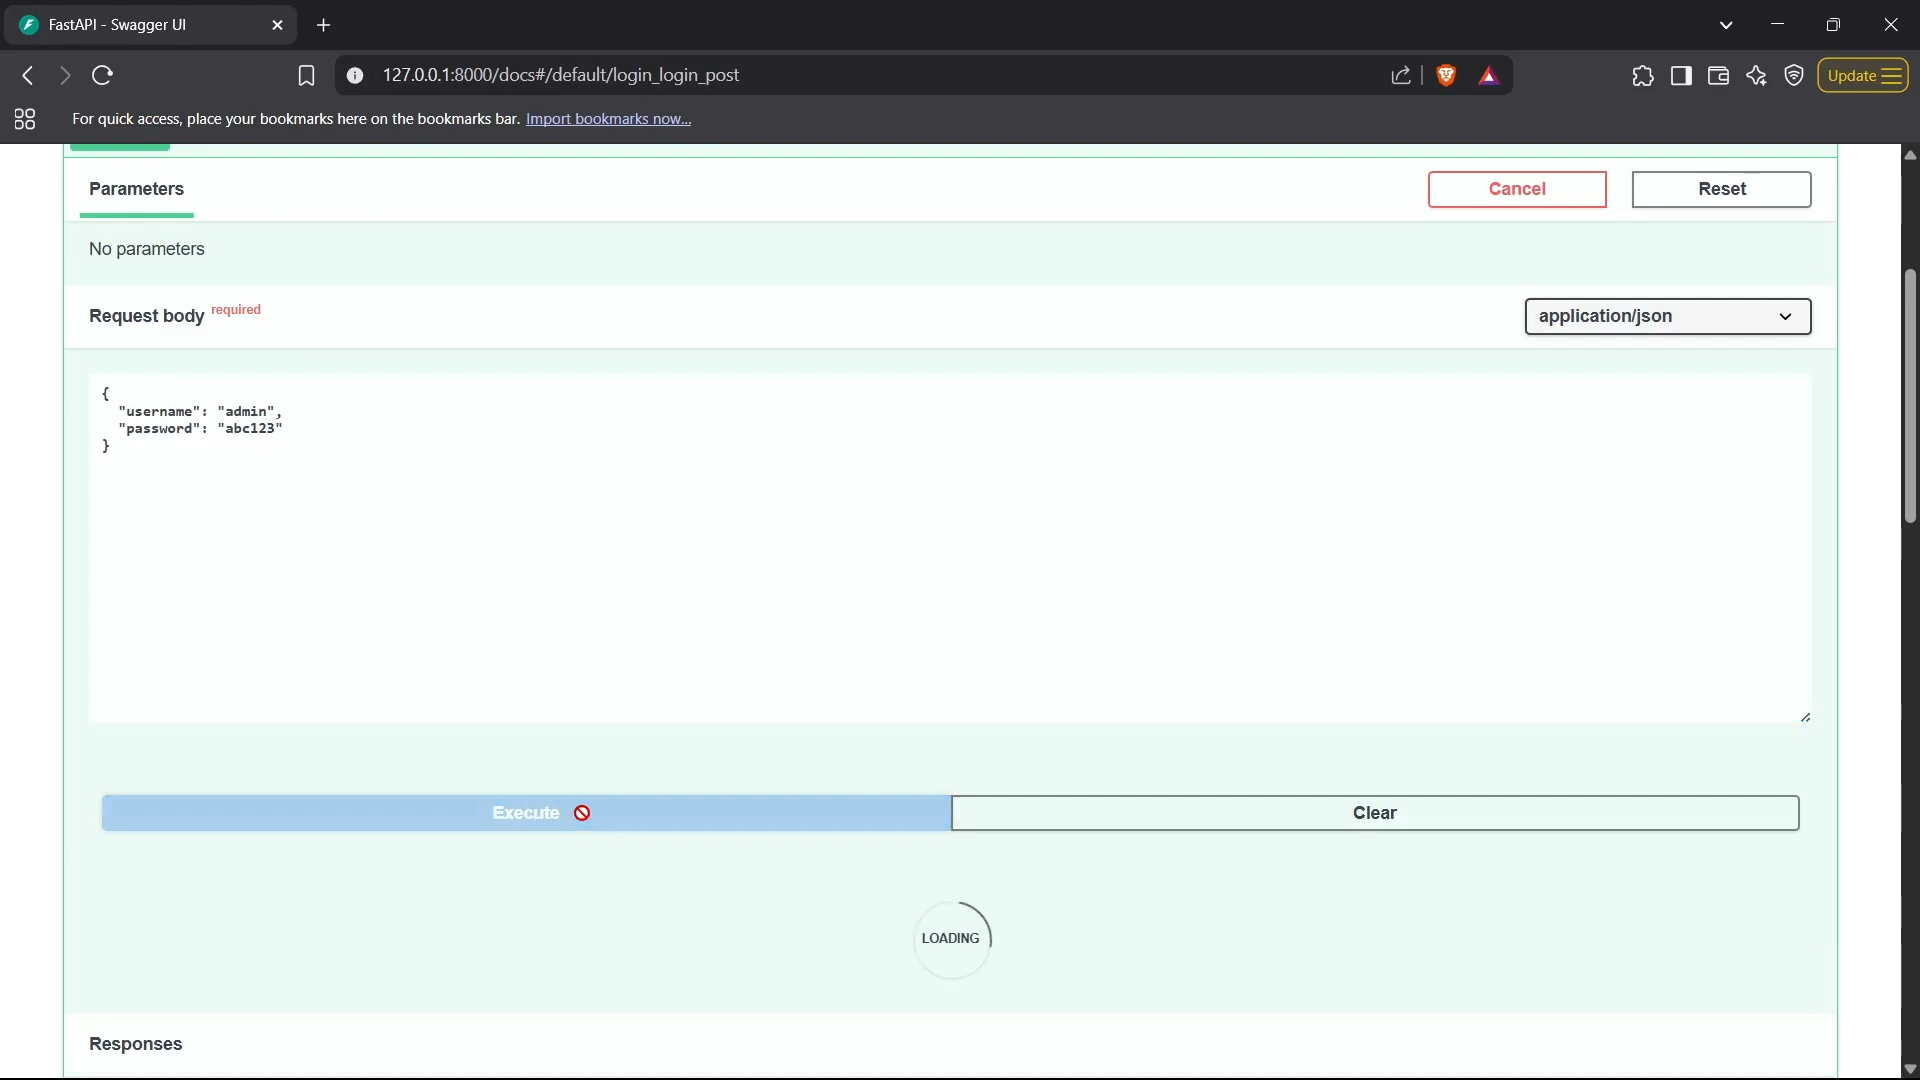 FastAPI - Swagger UI
127.0.0.1:8000/docs#/default/login_login_post
Update
For quick access, place your bookmarks here on the bookmarks bar. Import bookmarks now...
Parameters
Cancel
Reset
No parameters
Request body required
application/json
{
"username": "admin",
"password": "abc123"
}
Execute
Clear
LOADING
Responses